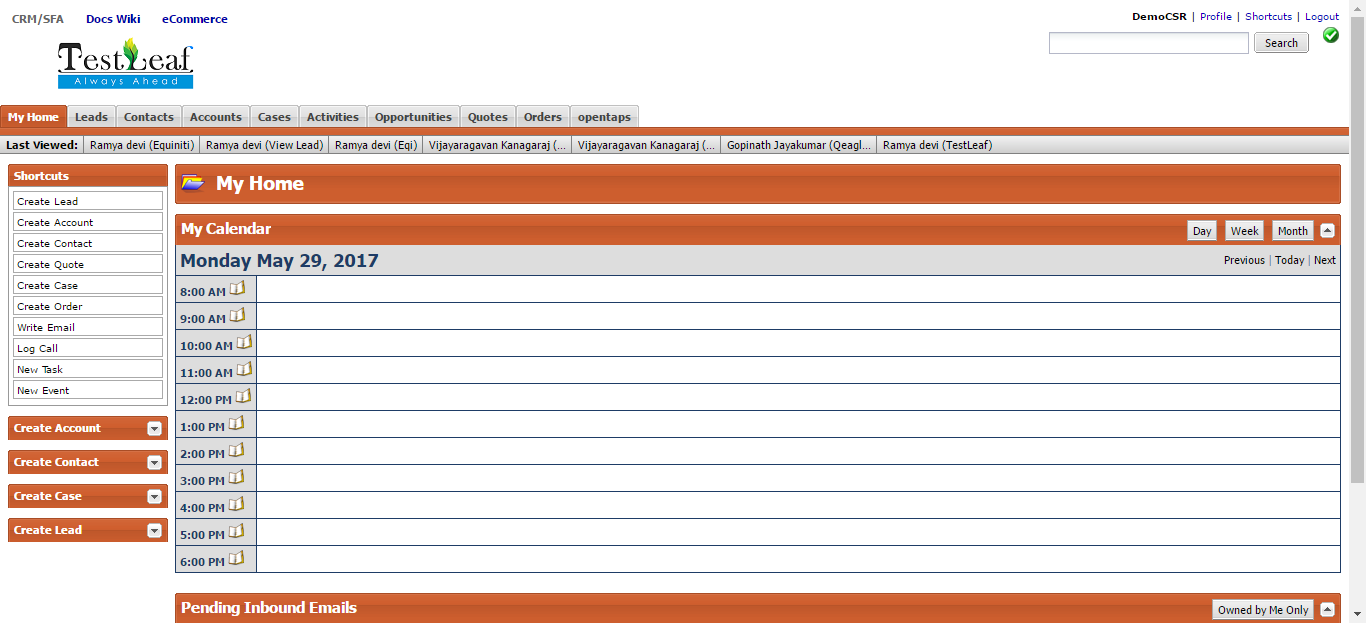 CRM/SFA Docs Wiki eCommerce
DemoCSR | Profile | Shortcuts | Logout
Search
TestLeaf
Always Ahead
My Home Leads Contacts Accounts Cases Activities Opportunities Quotes Orders opentaps
Last Viewed: Ramya devi (Equiniti) Ramya devi (View Lead) Ramya devi (Eqi) Vijayaragavan Kanagaraj (... Vijayaragavan Kanagaraj (... Gopinath Jayakumar (Qeagl... Ramya devi (TestLeaf)
Shortcuts
Create Lead
Create Account
Create Contact
Create Quote
Create Case
Create Order
Write Email
Log Call
New Task
New Event
Create Account
Create Contact
Create Case
Create Lead
My Home
My Calendar Day Week Month
Monday May 29, 2017 Previous | Today | Next
8:00 AM
9:00 AM
10:00 AM
11:00 AM
12:00 PM
1:00 PM
2:00 PM
3:00 PM
4:00 PM
5:00 PM
6:00 PM
Pending Inbound Emails Owned by Me Only